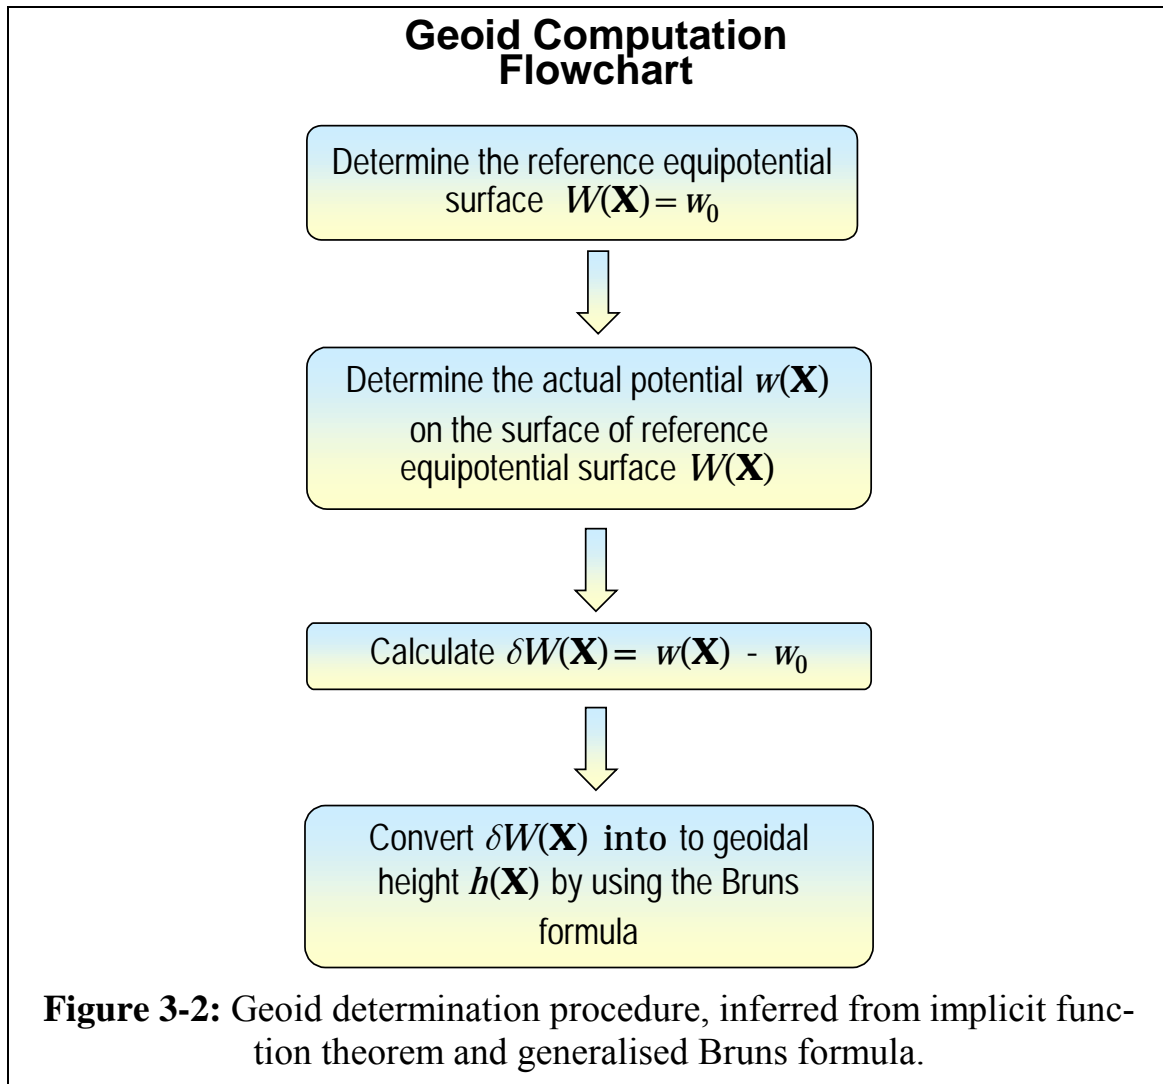 Geoid Computation
Flowchart
Determine the reference equipotential
surface W(𝐗) = w₀
Determine the actual potential w(𝐗)
on the surface of reference
equipotential surface W(𝐗)
Calculate δW(𝐗) = w(𝐗) - w₀
Convert δW(𝐗) into to geoidal
height h(𝐗) by using the Bruns
formula
Figure 3-2: Geoid determination procedure, inferred from implicit func-
tion theorem and generalised Bruns formula.